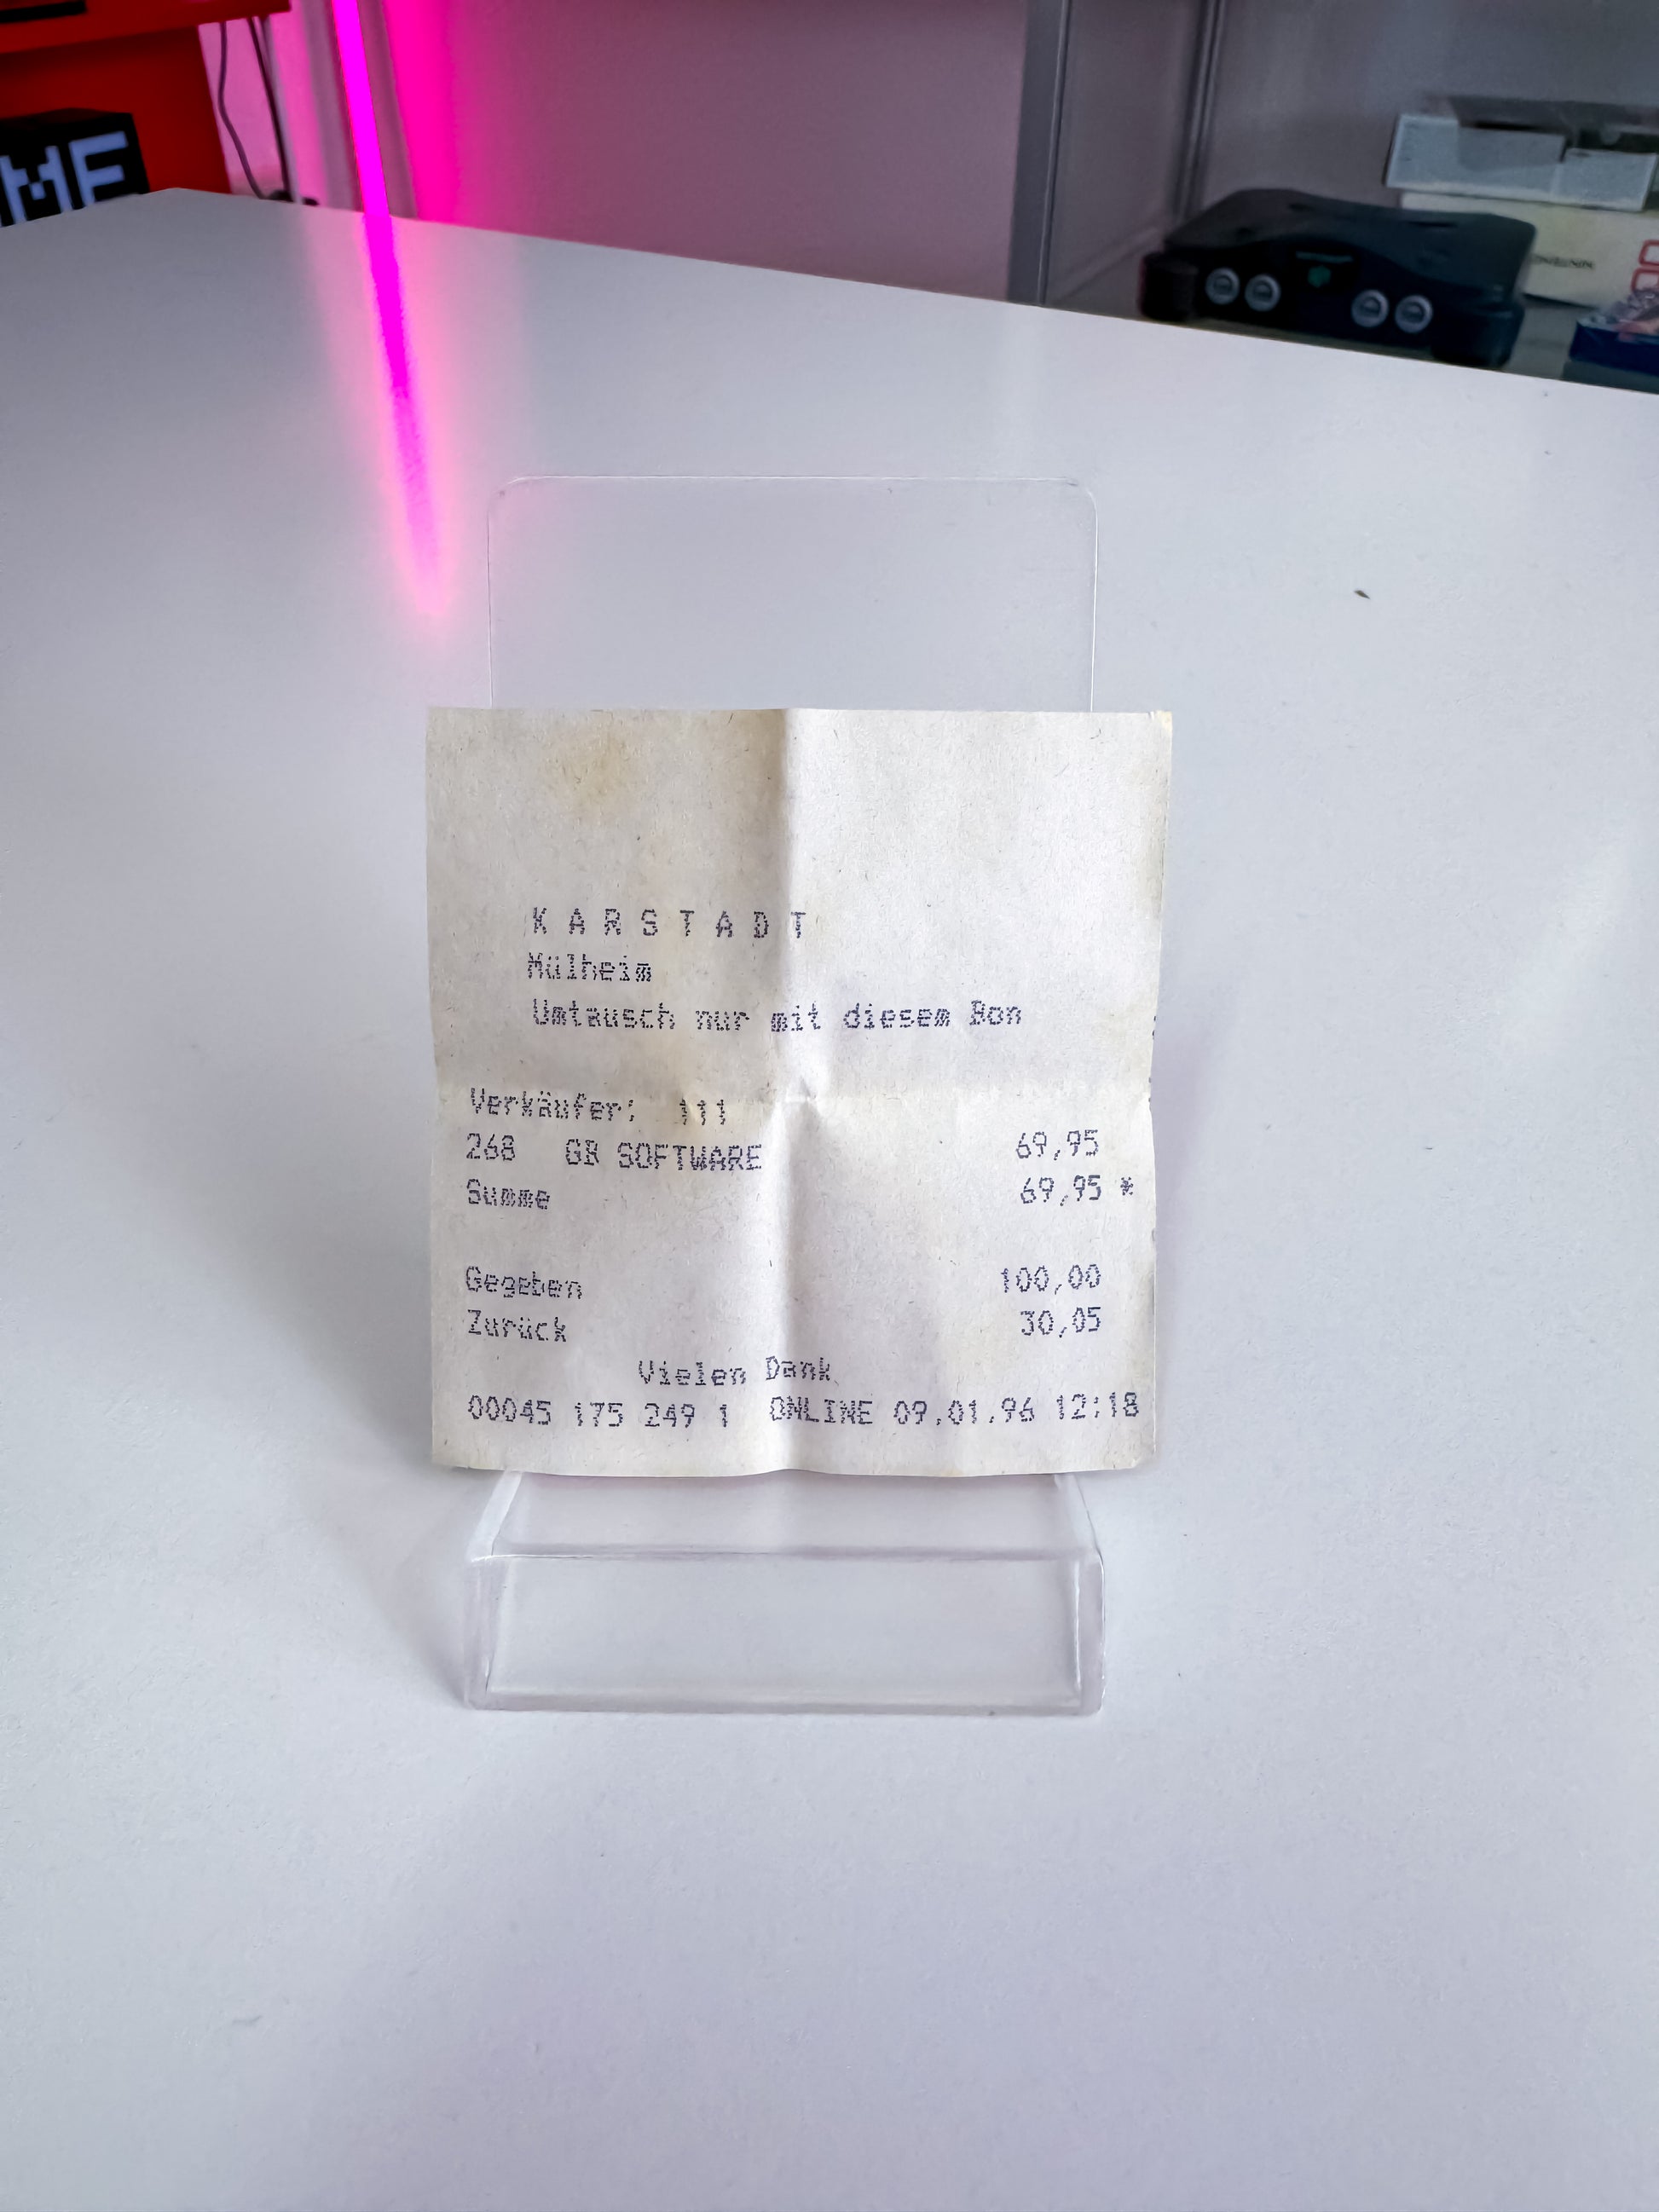 K A R S T A D T
Mülheim
Umtausch nur mit diesem Bon
Verkäufer: 111
268 GB SOFTWARE 69,95
Summe 69,95 *
Gegeben 100,00
Zurück 30,05
Vielen Dank
00045 175 249 1 ONLINE 09.01.96 12:18